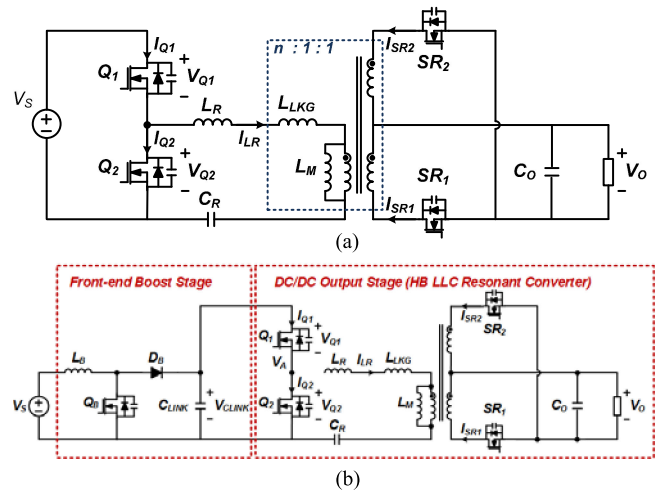 n : 1 : 1
I_Q1
I_SR2
SR_2
Q_1
V_Q1
V_S
L_R
L_LKG
I_Q2
I_LR
Q_2
V_Q2
L_M
SR_1
C_O
V_O
C_R
I_SR1
(a)
Front-end Boost Stage
DC/DC Output Stage (HB LLC Resonant Converter)
I_Q1
I_SR2
SR_2
Q_1
V_Q1
L_B
D_B
V_A
L_R
I_LR
L_LKG
I_Q2
V_S
Q_B
C_LINK
V_CLINK
Q_2
V_Q2
L_M
SR_1
C_O
V_O
C_R
I_SR1
(b)